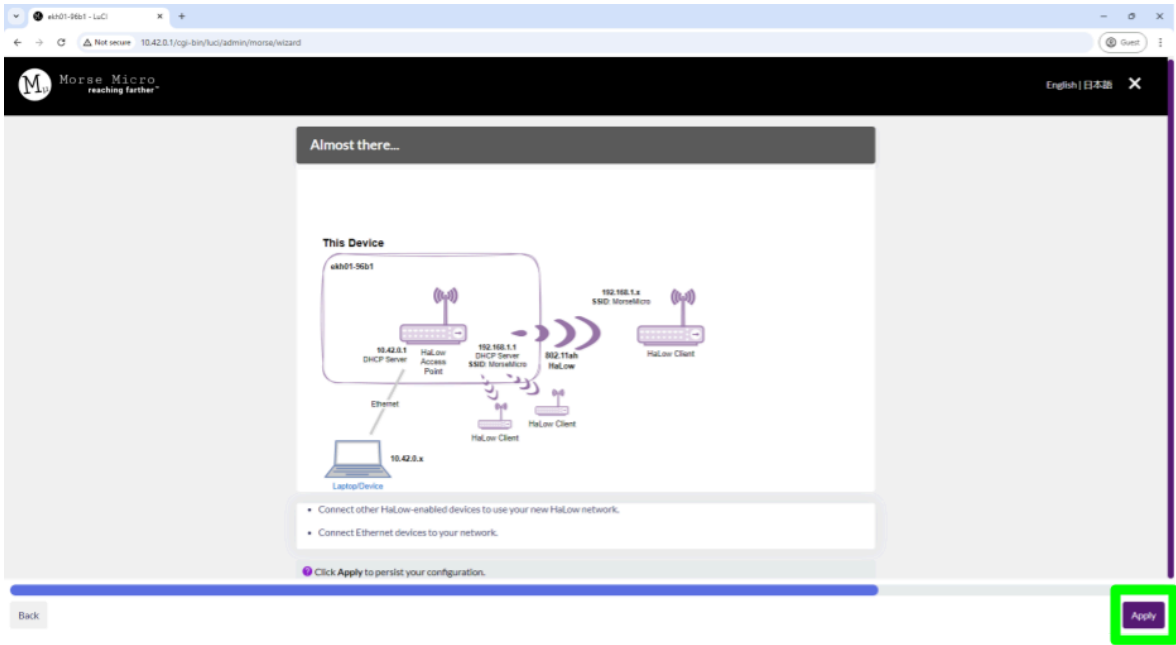 ekh01-96b1 - LuCI
Not secure 10.42.0.1/cgi-bin/luci/admin/morse/wizard
Guest
Morse Micro
reaching farther™
English | 日本語
Almost there...
This Device
ekh01-96b1
192.168.1.x
SSID: MorseMicro
10.42.0.1
DHCP Server
HaLow
Access
Point
192.168.1.1
DHCP Server
SSID: MorseMicro
802.11ah
HaLow
HaLow Client
Ethernet
HaLow Client
HaLow Client
10.42.0.x
Laptop/Device
• Connect other HaLow-enabled devices to use your new HaLow network.
• Connect Ethernet devices to your network.
Click Apply to persist your configuration.
Back
Apply